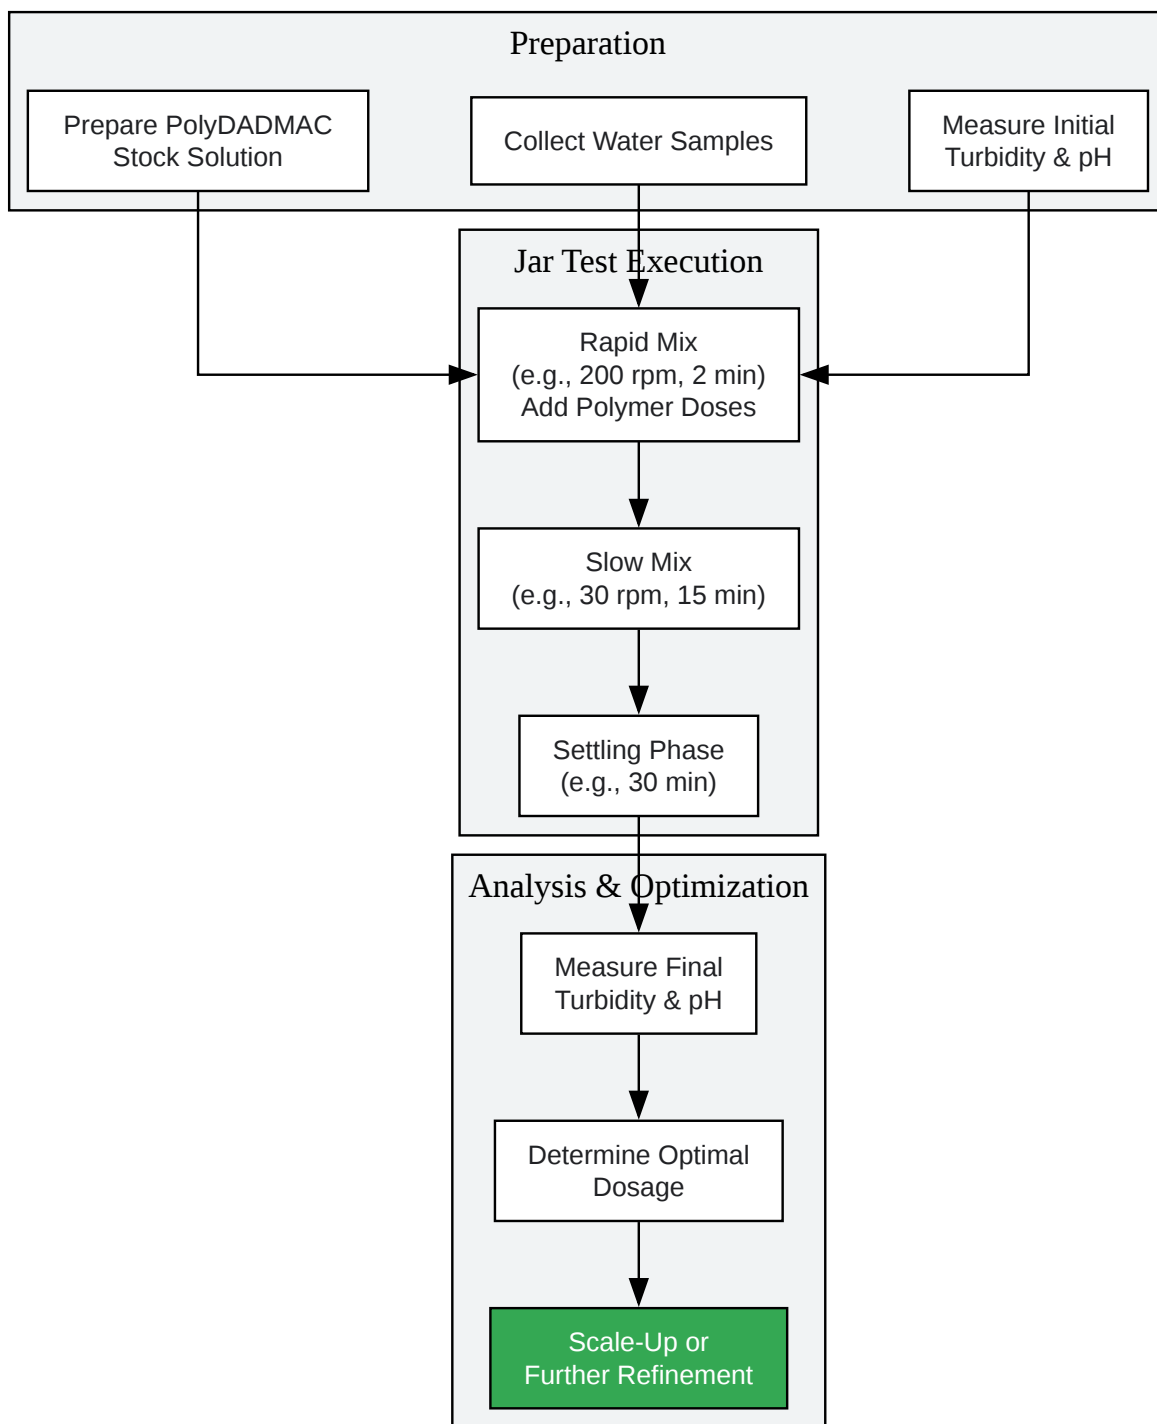 Preparation
Prepare PolyDADMAC
Stock Solution
Collect Water Samples
Measure Initial
Turbidity & pH
Jar Test Execution
Rapid Mix
(e.g., 200 rpm, 2 min)
Add Polymer Doses
Slow Mix
(e.g., 30 rpm, 15 min)
Settling Phase
(e.g., 30 min)
Analysis & Optimization
Measure Final
Turbidity & pH
Determine Optimal
Dosage
Scale-Up or
Further Refinement